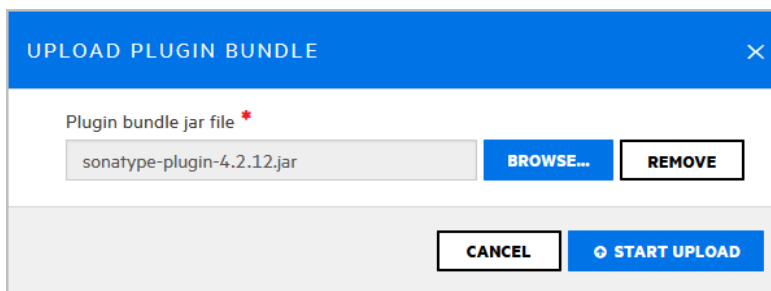 UPLOAD PLUGIN BUNDLE
Plugin bundle jar file *
sonatype-plugin-4.2.12.jar BROWSE... REMOVE
CANCEL START UPLOAD